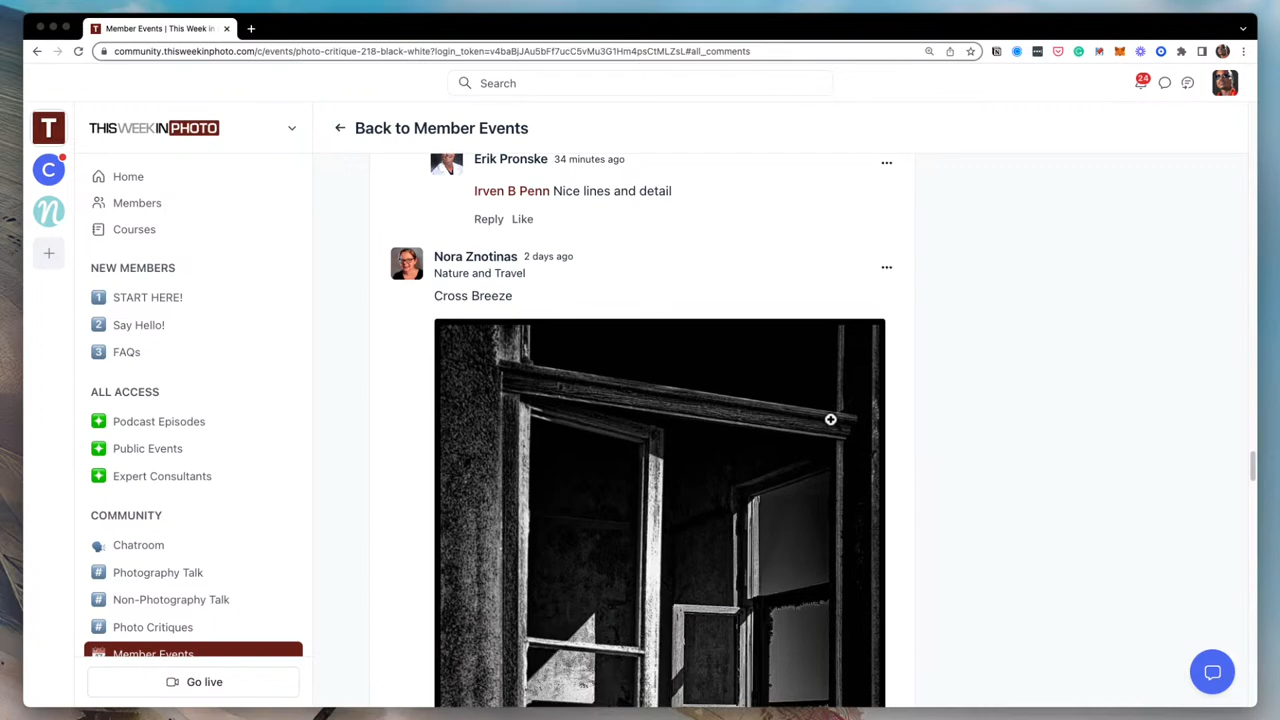 Member Events | This Week in
community.thisweekinphoto.com/c/events/photo-critique-218-black-white?login_token=v4baBjJAu5bFf7ucC5vMu3G1Hm4psCtMLZsL#all_comments
Search
24
T
THISWEEKINPHOTO
Back to Member Events
C
Home
Members
Courses
NEW MEMBERS
1 START HERE!
2 Say Hello!
3 FAQs
ALL ACCESS
Podcast Episodes
Public Events
Expert Consultants
COMMUNITY
Chatroom
# Photography Talk
# Non-Photography Talk
# Photo Critiques
Member Events
Go live
Erik Pronske 34 minutes ago
Irven B Penn Nice lines and detail
Reply Like
Nora Znotinas 2 days ago
Nature and Travel
Cross Breeze